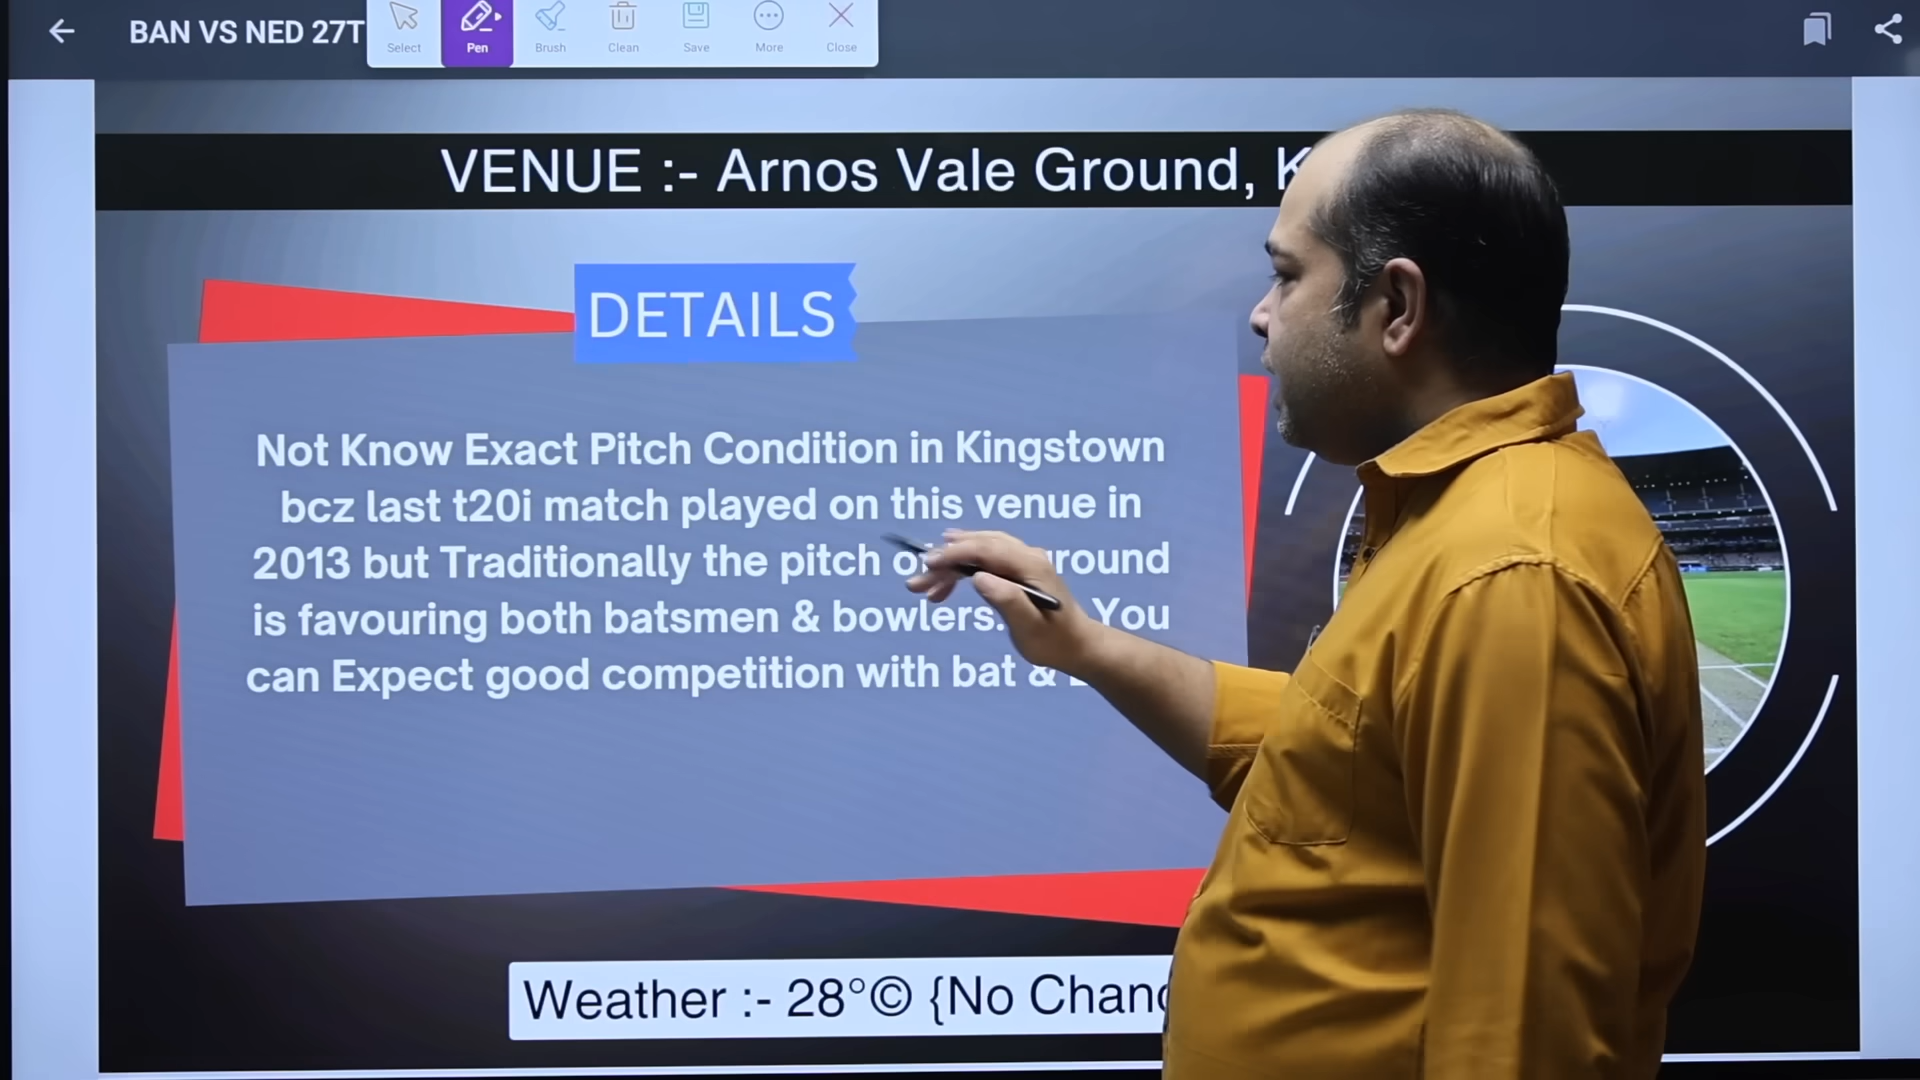 BAN VS NED 27T
Select
Pen
Brush
Clean
Save
More
Close
VENUE :- Arnos Vale Ground,
DETAILS
Not Know Exact Pitch Condition in Kingstown
bcz last t20i match played on this venue in
2013 but Traditionally the pitch
is favouring both batsmen & bowlers. You
can Expect good competition with bat &
Weather :- 28°© {No